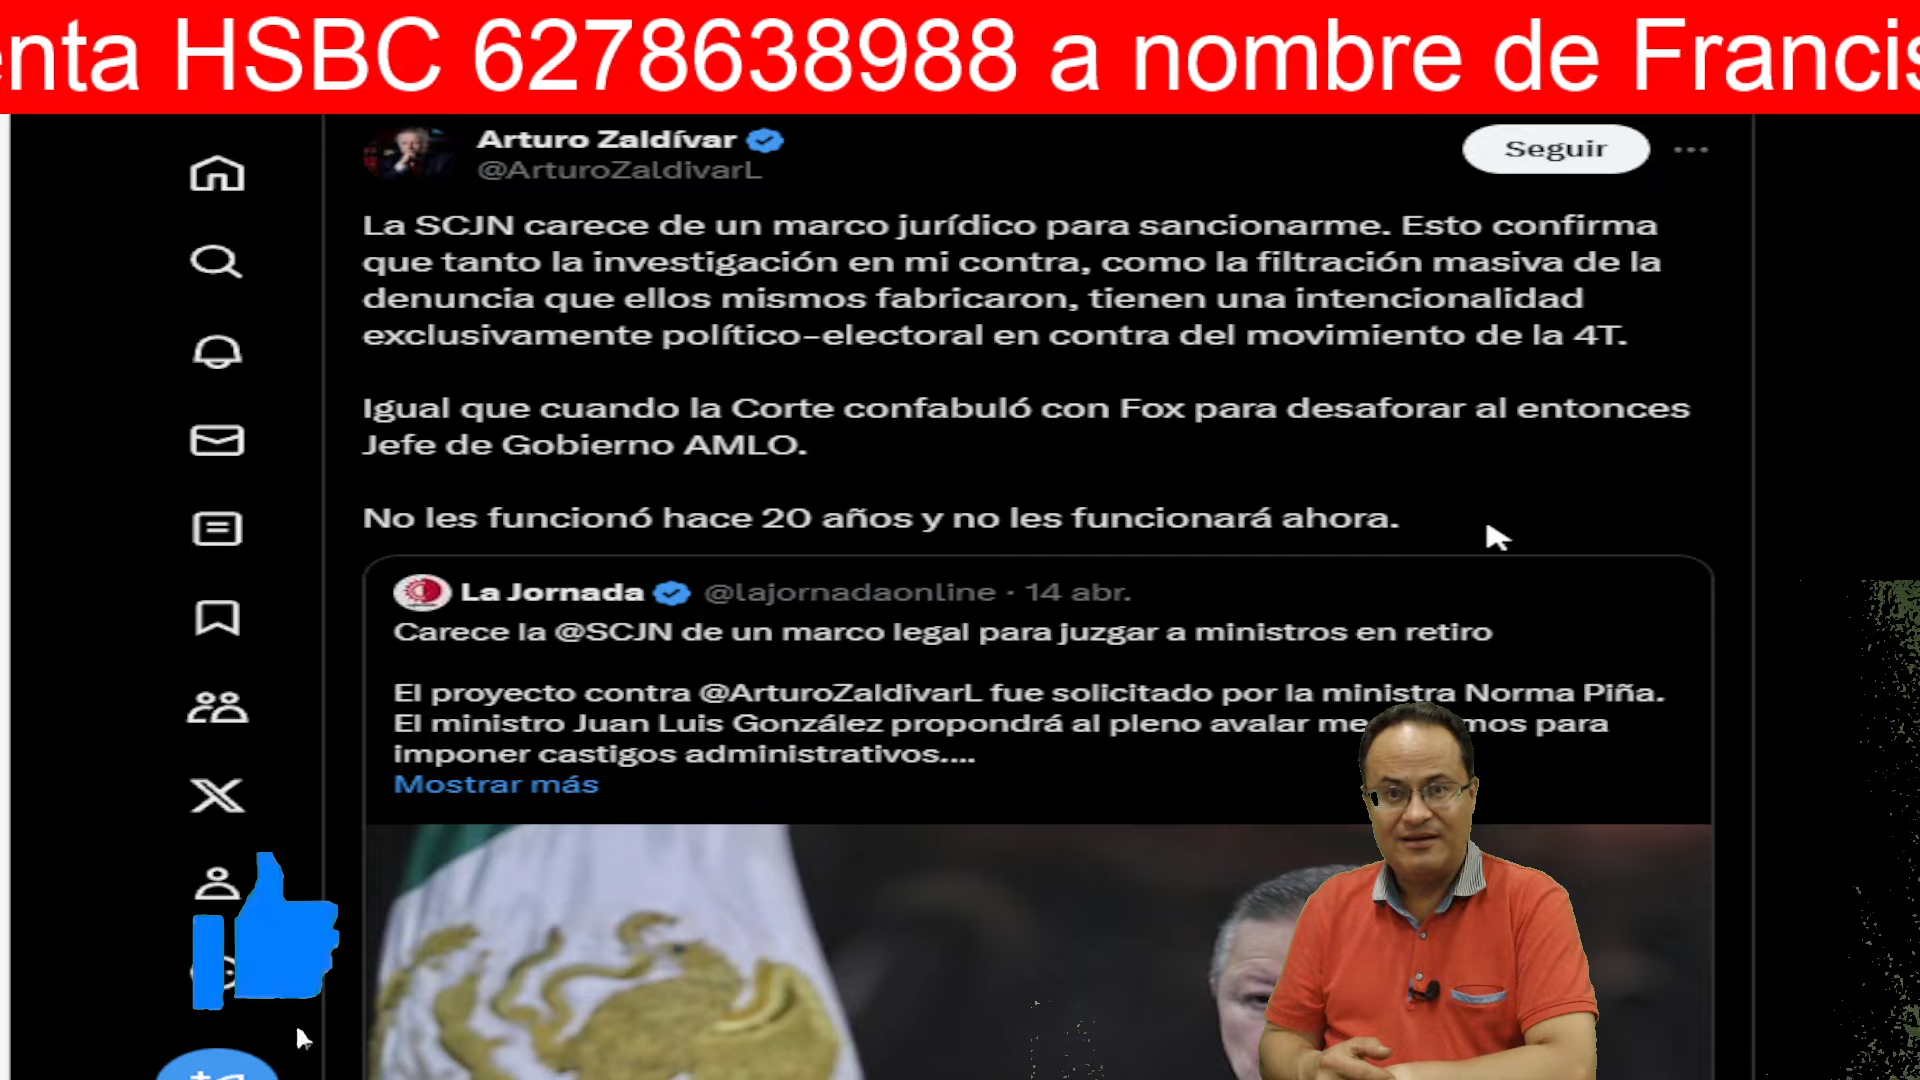 enta HSBC 6278638988 a nombre de Francis
Arturo Zaldívar
@ArturoZaldivarL
Seguir
La SCJN carece de un marco jurídico para sancionarme. Esto confirma
que tanto la investigación en mi contra, como la filtración masiva de la
denuncia que ellos mismos fabricaron, tienen una intencionalidad
exclusivamente político-electoral en contra del movimiento de la 4T.
Igual que cuando la Corte confabuló con Fox para desaforar al entonces
Jefe de Gobierno AMLO.
No les funcionó hace 20 años y no les funcionará ahora.
La Jornada @lajornadaonline · 14 abr.
Carece la @SCJN de un marco legal para juzgar a ministros en retiro
El proyecto contra @ArturoZaldivarL fue solicitado por la ministra Norma Piña.
El ministro Juan Luis González propondrá al pleno avalar para
imponer castigos administrativos....
Mostrar más